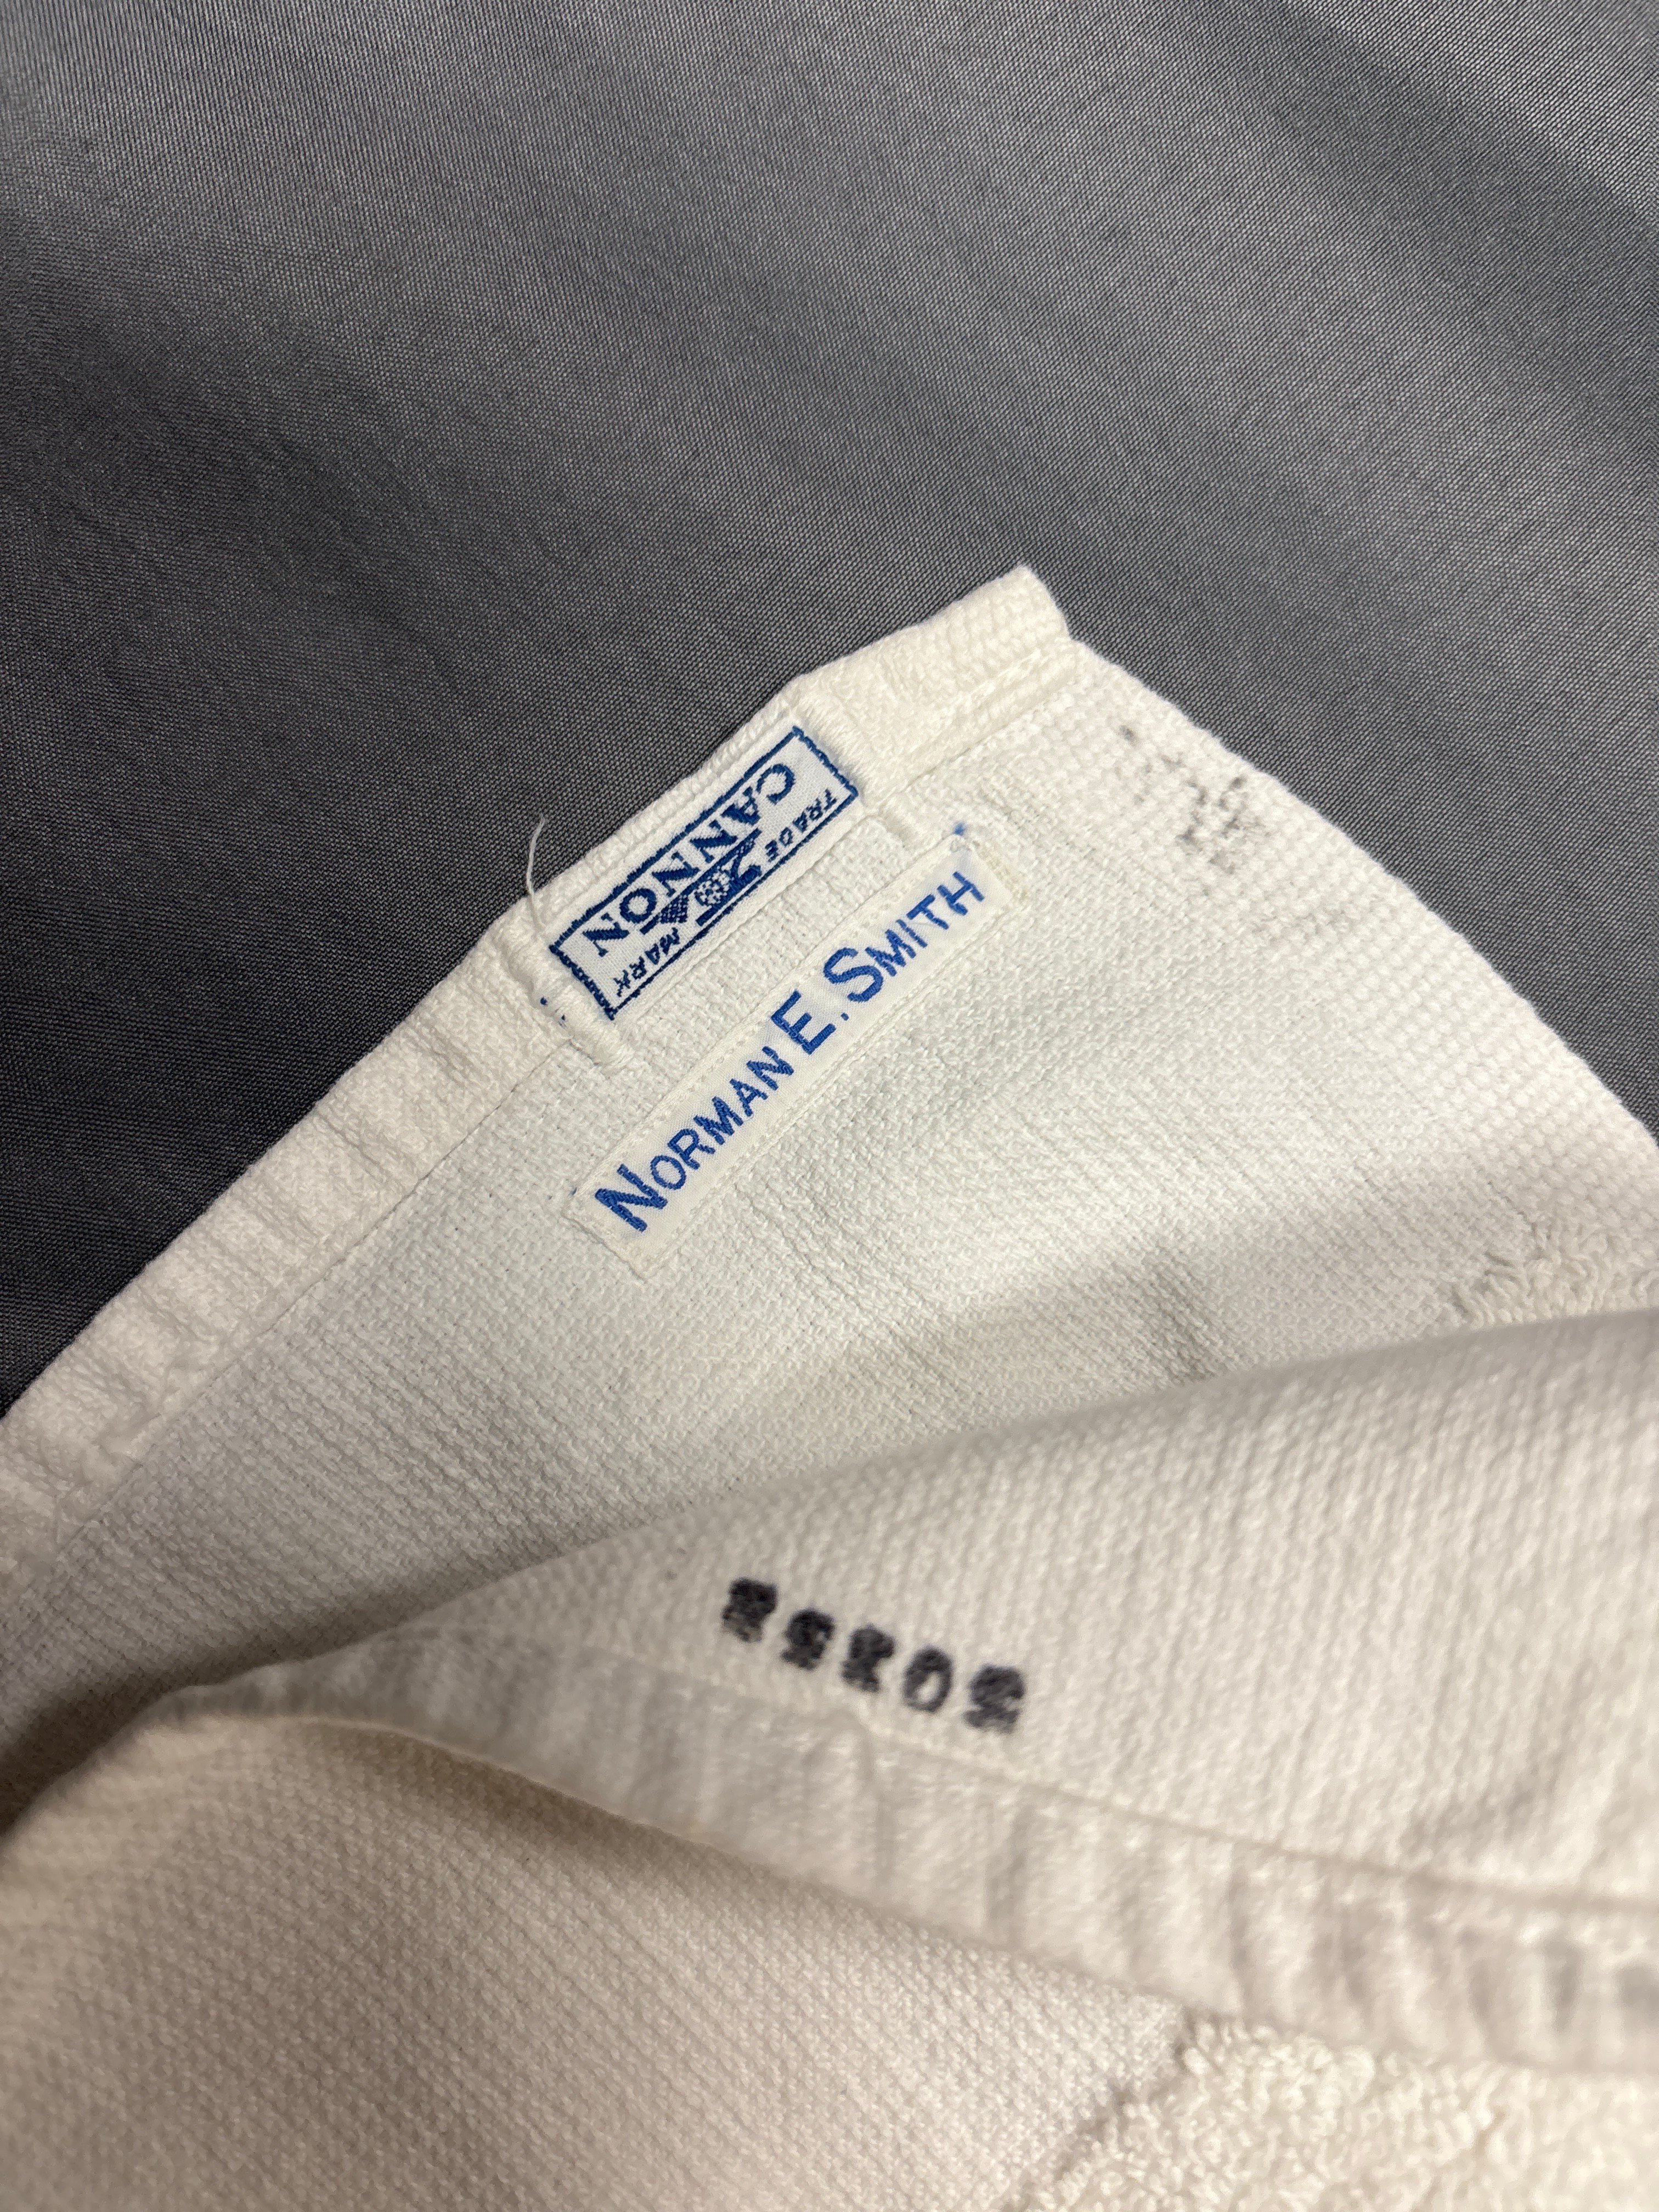 CANNON
TRADE MARK
NORMAN E. SMITH